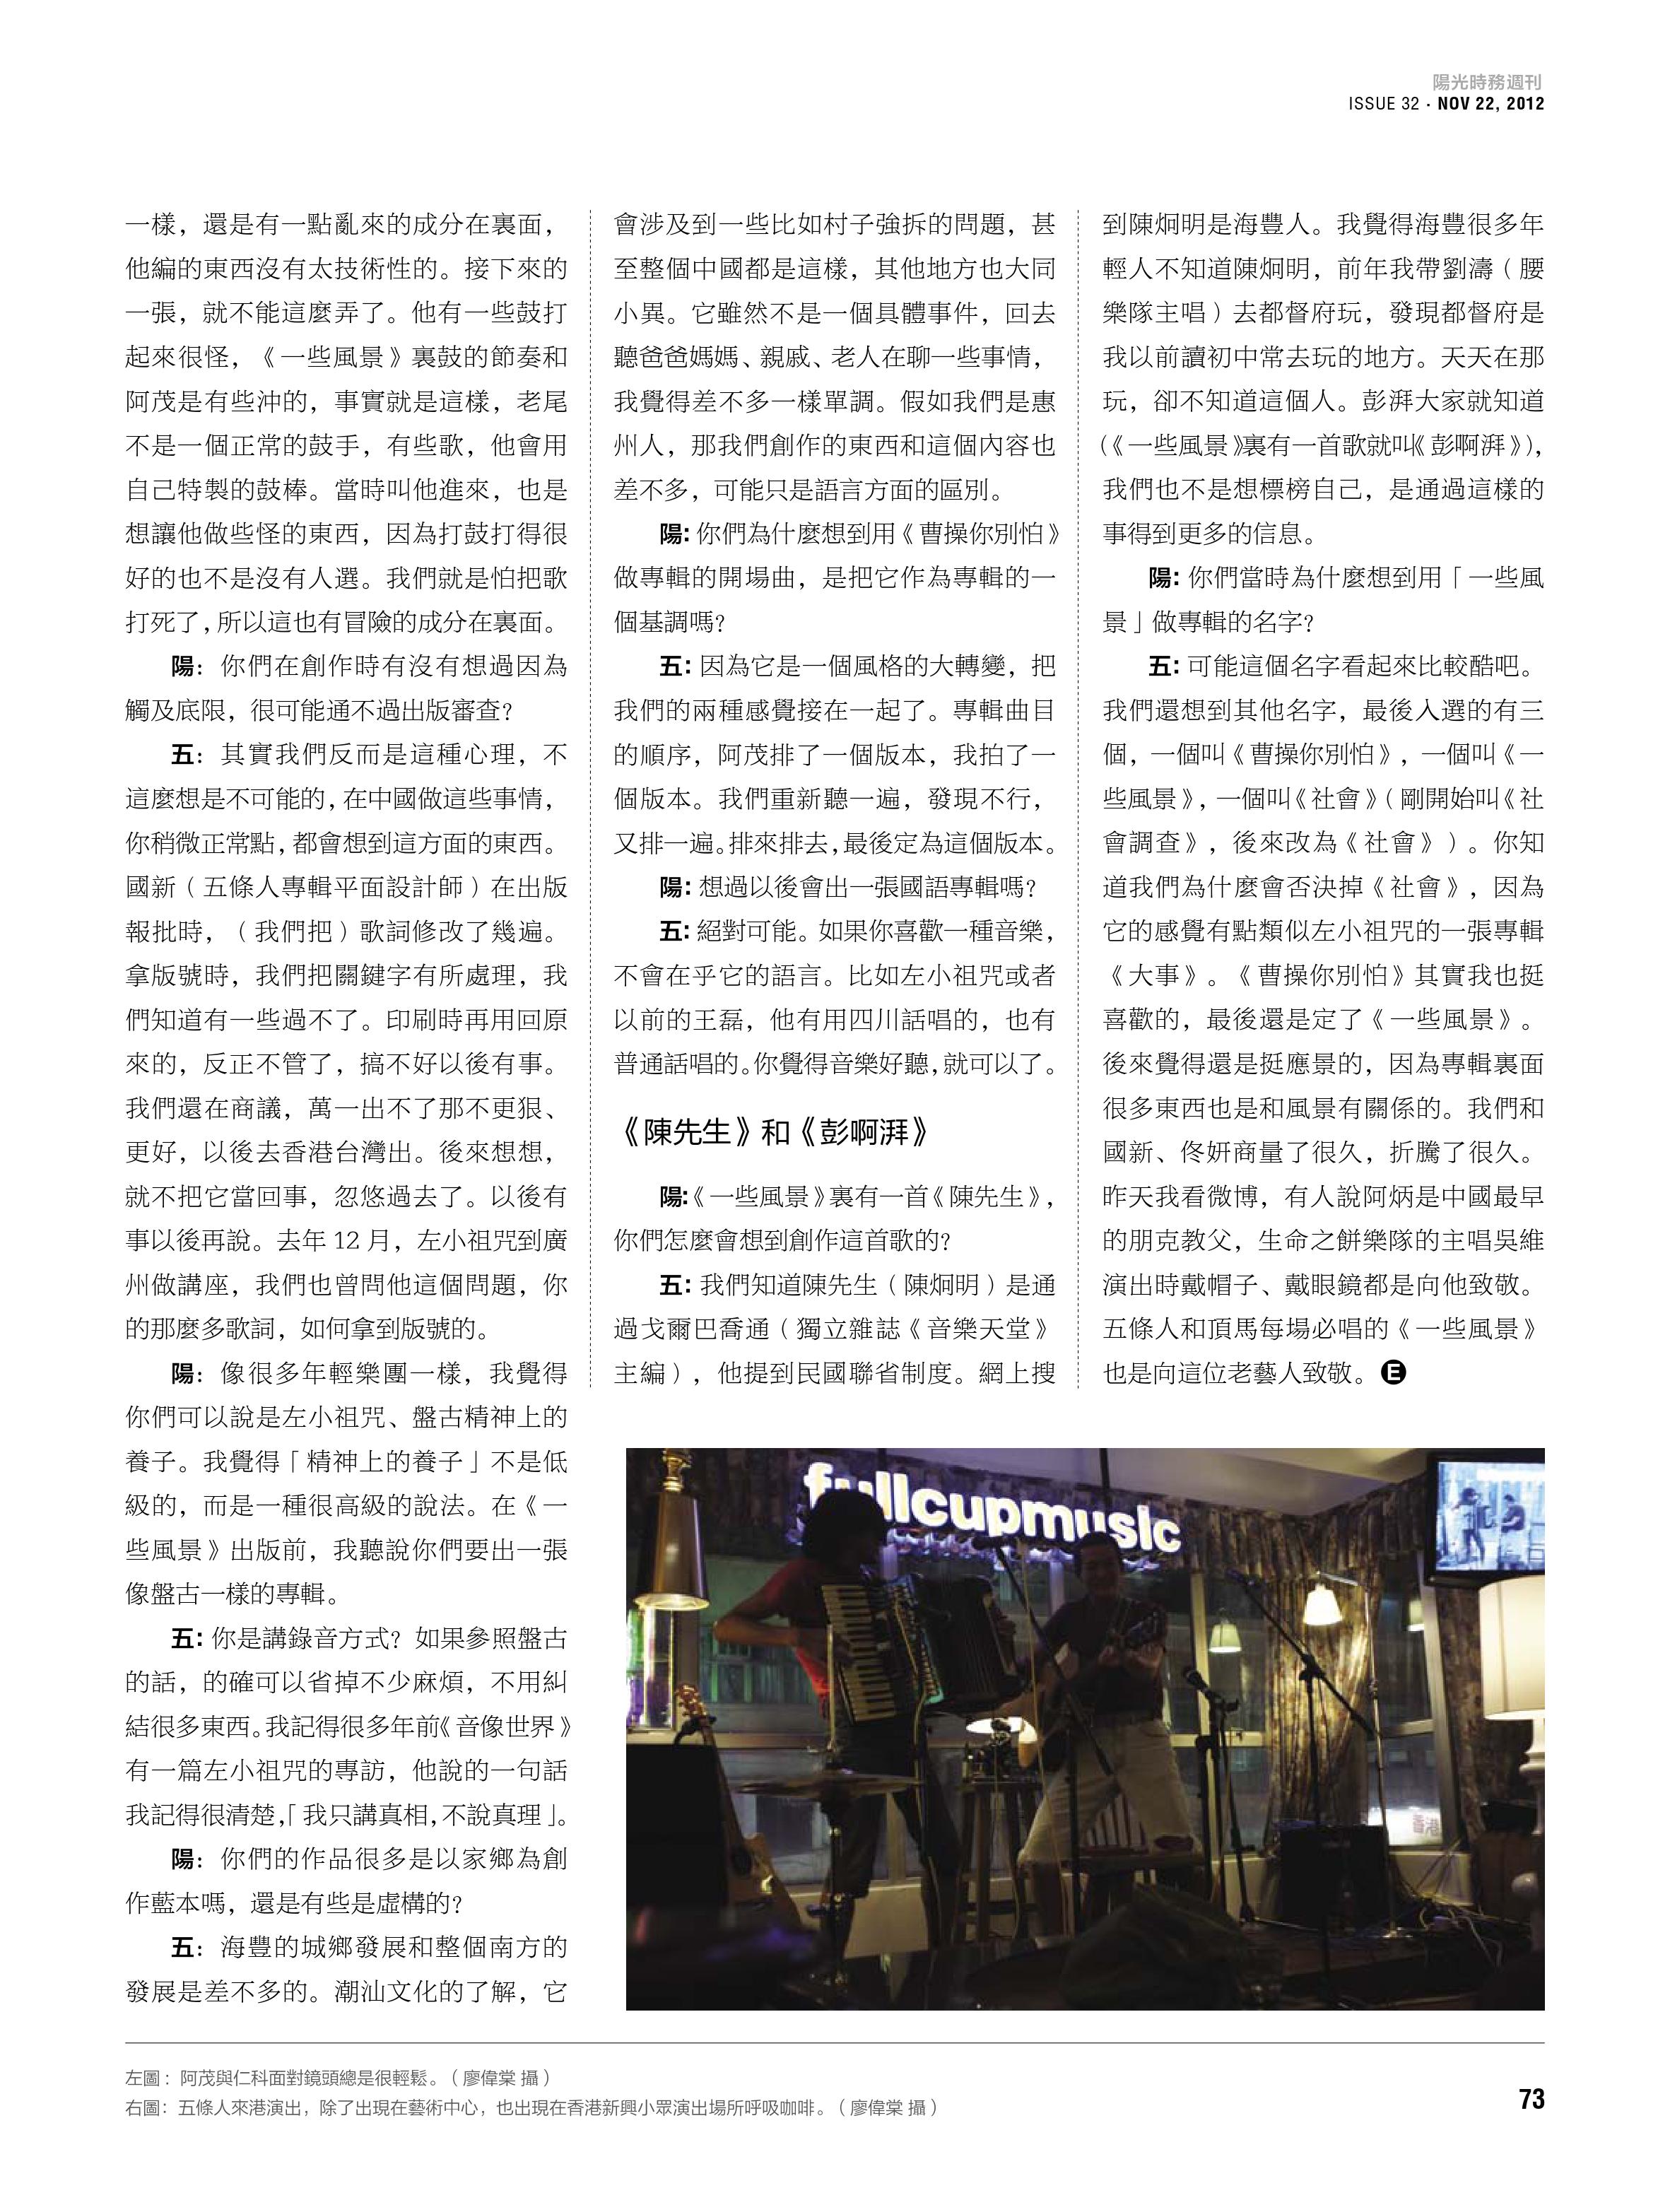 陽光時務週刊
ISSUE 32 · NOV 22, 2012
一樣，還是有一點亂來的成分在裏面，
他編的東西沒有太技術性的。接下來的
一張，就不能這麼弄了。他有一些鼓打
起來很怪，《一些風景》裏鼓的節奏和
阿茂是有些沖的，事實就是這樣，老尾
不是一個正常的鼓手，有些歌，他會用
自己特製的鼓棒。當時叫他進來，也是
想讓他做些怪的東西，因為打鼓打得很
好的也不是沒有人選。我們就是怕把歌
打死了，所以這也有冒險的成分在裏面。
陽：你們在創作時有沒有想過因為
觸及底限，很可能通不過出版審查？
五：其實我們反而是這種心理，不
這麼想是不可能的，在中國做這些事情，
你稍微正常點，都會想到這方面的東西。
國新（五條人專輯平面設計師）在出版
報批時，（我們把）歌詞修改了幾遍。
拿版號時，我們把關鍵字有所處理，我
們知道有一些過不了。印刷時再用回原
來的，反正不管了，搞不好以後有事。
我們還在商議，萬一出不了那不更狠、
更好，以後去香港台灣出。後來想想，
就不把它當回事，忽悠過去了。以後有
事以後再說。去年 12 月，左小祖咒到廣
州做講座，我們也曾問他這個問題，你
的那麼多歌詞，如何拿到版號的。
陽：像很多年輕樂團一樣，我覺得
你們可以說是左小祖咒、盤古精神上的
養子。我覺得「精神上的養子」不是低
級的，而是一種很高級的說法。在《一
些風景》出版前，我聽說你們要出一張
像盤古一樣的專輯。
五：你是講錄音方式？如果參照盤古
的話，的確可以省掉不少麻煩，不用糾
結很多東西。我記得很多年前《音像世界》
有一篇左小祖咒的專訪，他說的一句話
我記得很清楚，「我只講真相，不說真理」。
陽：你們的作品很多是以家鄉為創
作藍本嗎，還是有些是虛構的？
五：海豐的城鄉發展和整個南方的
發展是差不多的。潮汕文化的了解，它
會涉及到一些比如村子強拆的問題，甚
至整個中國都是這樣，其他地方也大同
小異。它雖然不是一個具體事件，回去
聽爸爸媽媽、親戚、老人在聊一些事情，
我覺得差不多一樣單調。假如我們是惠
州人，那我們創作的東西和這個內容也
差不多，可能只是語言方面的區別。
陽：你們為什麼想到用《曹操你別怕》
做專輯的開場曲，是把它作為專輯的一
個基調嗎？
五：因為它是一個風格的大轉變，把
我們的兩種感覺接在一起了。專輯曲目
的順序，阿茂排了一個版本，我拍了一
個版本。我們重新聽一遍，發現不行，
又排一遍。排來排去，最後定為這個版本。
陽：想過以後會出一張國語專輯嗎？
五：絕對可能。如果你喜歡一種音樂，
不會在乎它的語言。比如左小祖咒或者
以前的王磊，他有用四川話唱的，也有
普通話唱的。你覺得音樂好聽，就可以了。
《陳先生》和《彭啊湃》
陽：《一些風景》裏有一首《陳先生》，
你們怎麼會想到創作這首歌的？
五：我們知道陳先生（陳炯明）是通
過戈爾巴喬通（獨立雜誌《音樂天堂》
主編），他提到民國聯省制度。網上搜
到陳炯明是海豐人。我覺得海豐很多年
輕人不知道陳炯明，前年我帶劉濤（腰
樂隊主唱）去都督府玩，發現都督府是
我以前讀初中常去玩的地方。天天在那
玩，卻不知道這個人。彭湃大家就知道
（《一些風景》裏有一首歌就叫《彭啊湃》），
我們也不是想標榜自己，是通過這樣的
事得到更多的信息。
陽：你們當時為什麼想到用「一些風
景」做專輯的名字？
五：可能這個名字看起來比較酷吧。
我們還想到其他名字，最後入選的有三
個，一個叫《曹操你別怕》，一個叫《一
些風景》，一個叫《社會》（剛開始叫《社
會調查》，後來改為《社會》）。你知
道我們為什麼會否決掉《社會》，因為
它的感覺有點類似左小祖咒的一張專輯
《大事》。《曹操你別怕》其實我也挺
喜歡的，最後還是定了《一些風景》。
後來覺得還是挺應景的，因為專輯裏面
很多東西也是和風景有關係的。我們和
國新、佟妍商量了很久，折騰了很久。
昨天我看微博，有人說阿炳是中國最早
的朋克教父，生命之餅樂隊的主唱吳維
演出時戴帽子、戴眼鏡都是向他致敬。
五條人和頂馬每場必唱的《一些風景》
也是向這位老藝人致敬。E
fullcupmusic
香港
左圖：阿茂與仁科面對鏡頭總是很輕鬆。（廖偉棠 攝）
右圖：五條人來港演出，除了出現在藝術中心，也出現在香港新興小眾演出場所呼吸咖啡。（廖偉棠 攝）
73